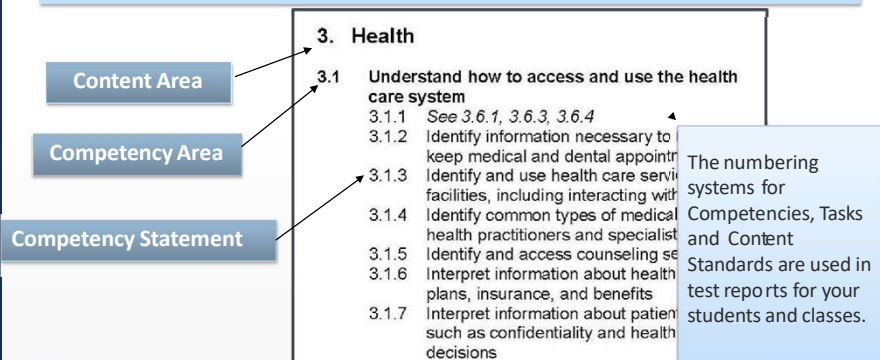 3. Health
Content Area
3.1 Understand how to access and use the health
care system
3.1.1 See 3.6.1, 3.6.3, 3.6.4
3.1.2 Identify information necessary to
keep medical and dental
Competency Area
3.1.3 Identify and use health care
facilities, including interacting with
3.1.4 Identify common types of medical
health practitioners and
Competency Statement
3.1.5 Identify and access counseling
3.1.6 Interpret information about health
plans, insurance, and benefits
3.1.7 Interpret information about
such as confidentiality and health
decisions
The numbering
systems for
Competencies, Tasks
and Content
Standards are used in
test reports for your
students and classes.